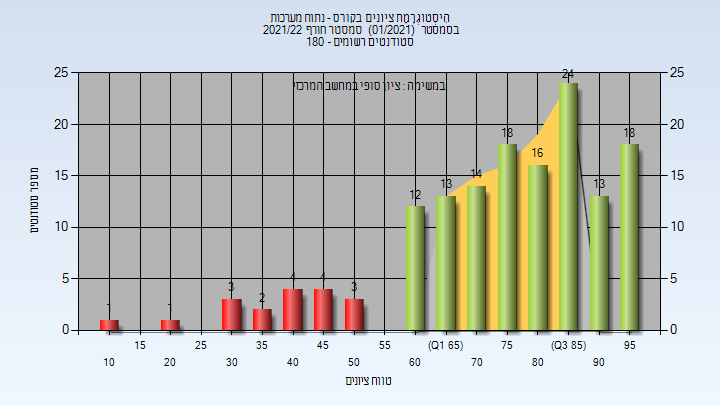 היסטוגרמת ציונים בקורס - נתוח מערכות
בסמסטר (01/2021) סמסטר חורף 2021/22
סטודנטים רשומים - 180
במשימה : ציון סופי במחשב המרכזי
מספר סטודנטים
25 25
20 20
15 15
10 10
5 5
0 0
1 1 3 2 4 4 3 12 13 14 18 16 24 13 18
15 25 35 45 55 (Q1 65) 75 (Q3 85) 95
10 20 30 40 50 60 70 80 90
טווח ציונים